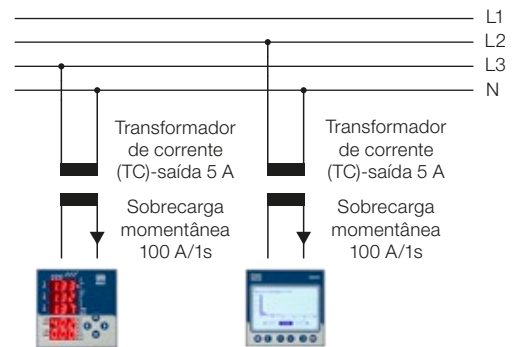 L1
L2
L3
N
Transformador
de corrente
(TC)-saída 5 A
Transformador
de corrente
(TC)-saída 5 A
Sobrecarga
momentânea
100 A/1s
Sobrecarga
momentânea
100 A/1s